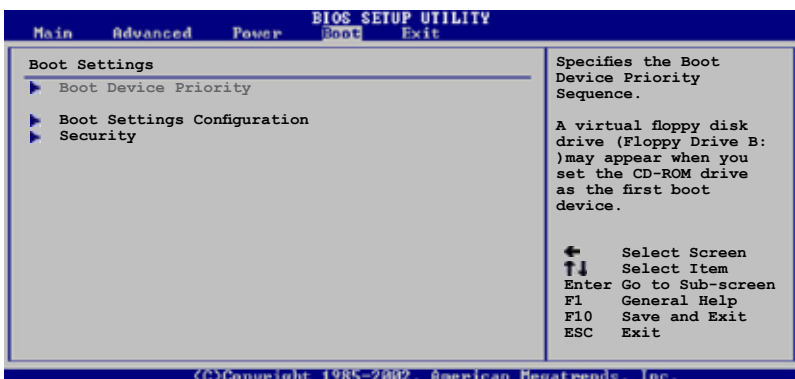 BIOS SETUP UTILITY
Main Advanced Power Boot Exit
Boot Settings
Boot Device Priority
Boot Settings Configuration
Security
Specifies the Boot
Device Priority
Sequence.
A virtual floppy disk
drive (Floppy Drive B:
)may appear when you
set the CD-ROM drive
as the first boot
device.
← Select Screen
↑↓ Select Item
Enter Go to Sub-screen
F1 General Help
F10 Save and Exit
ESC Exit
(C)Copyright 1985-2002, American Megatrends, Inc.